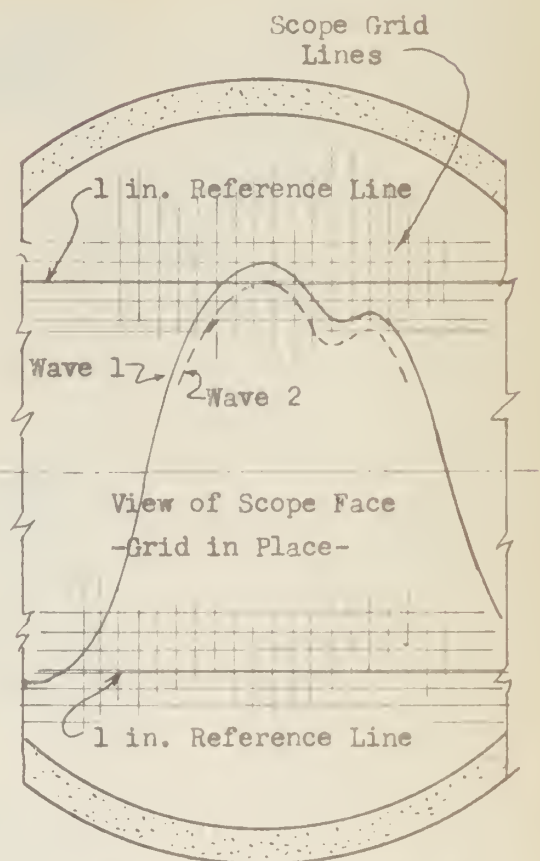 Scope Grid
Lines
1 in. Reference Line
Wave 1
Wave 2
View of Scope Face
-Grid in Place-
1 in. Reference Line